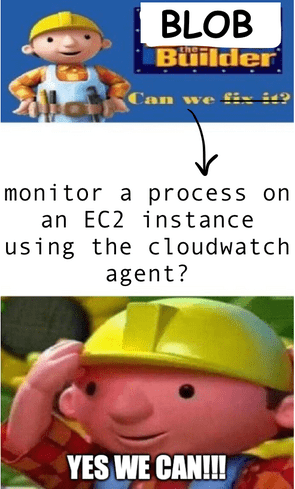 BLOB
the
Builder
Can we fix it?
monitor a process on
an EC2 instance
using the cloudwatch
agent?
YES WE CAN!!!